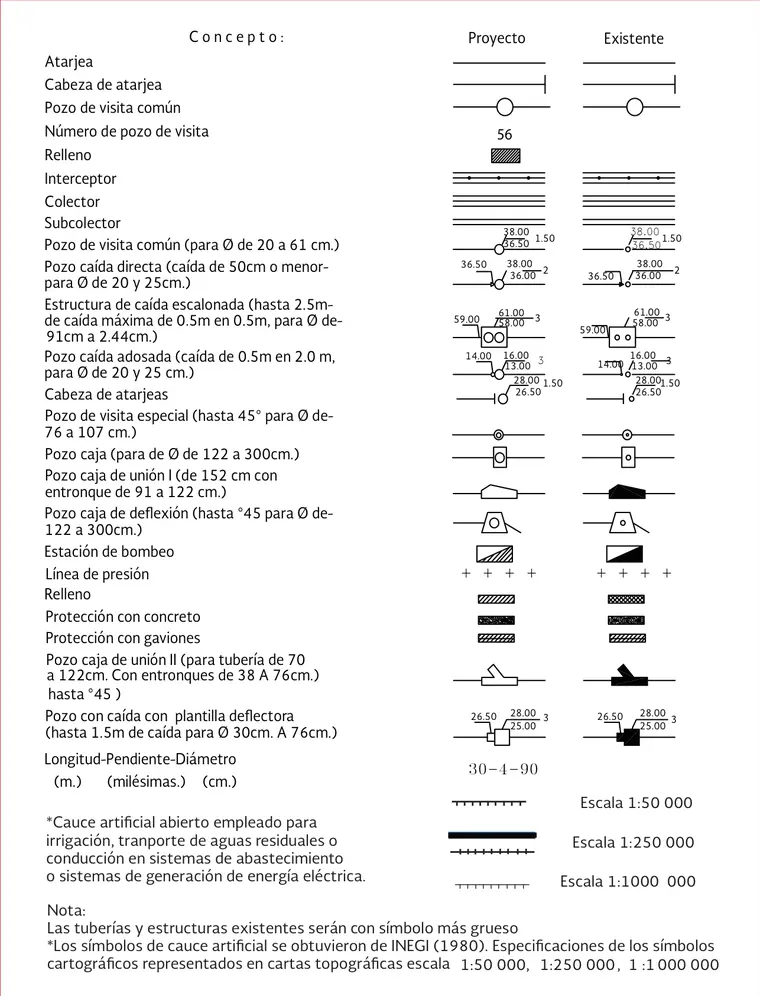 Concepto: Proyecto Existente
Atarjea
Cabeza de atarjea
Pozo de visita común
Número de pozo de visita 56
Relleno
Interceptor
Colector
Subcolector
Pozo de visita común (para Ø de 20 a 61 cm.) 38.00 36.50 1.50 38.00 36.50 1.50
Pozo caída directa (caída de 50cm o menor- 36.50 38.00 36.00 2 36.50 38.00 36.00 2
para Ø de 20 y 25cm.)
Estructura de caída escalonada (hasta 2.5m-
de caída máxima de 0.5m en 0.5m, para Ø de- 59.00 61.00 58.00 3 59.00 61.00 58.00 3
91cm a 2.44cm.)
Pozo caída adosada (caída de 0.5m en 2.0 m, 14.00 16.00 13.00 3 14.00 16.00 13.00 3
para Ø de 20 y 25 cm.)
Cabeza de atarjeas 28.00 26.50 1.50 28.00 26.50 1.50
Pozo de visita especial (hasta 45° para Ø de-
76 a 107 cm.)
Pozo caja (para de Ø de 122 a 300cm.)
Pozo caja de unión I (de 152 cm con
entronque de 91 a 122 cm.)
Pozo caja de deflexión (hasta °45 para Ø de-
122 a 300cm.)
Estación de bombeo
Línea de presión
Relleno
Protección con concreto
Protección con gaviones
Pozo caja de unión II (para tubería de 70
a 122cm. Con entronques de 38 A 76cm.)
hasta °45 )
Pozo con caída con plantilla deflectora 26.50 28.00 25.00 3 26.50 28.00 25.00 3
(hasta 1.5m de caída para Ø 30cm. A 76cm.)
Longitud-Pendiente-Diámetro 30-4-90
(m.) (milésimas.) (cm.)
Escala 1:50 000
*Cauce artificial abierto empleado para
irrigación, tranporte de aguas residuales o Escala 1:250 000
conducción en sistemas de abastecimiento
o sistemas de generación de energía eléctrica. Escala 1:1000 000
Nota:
Las tuberías y estructuras existentes serán con símbolo más grueso
*Los símbolos de cauce artificial se obtuvieron de INEGI (1980). Especificaciones de los símbolos
cartográficos representados en cartas topográficas escala 1:50 000, 1:250 000, 1 :1 000 000